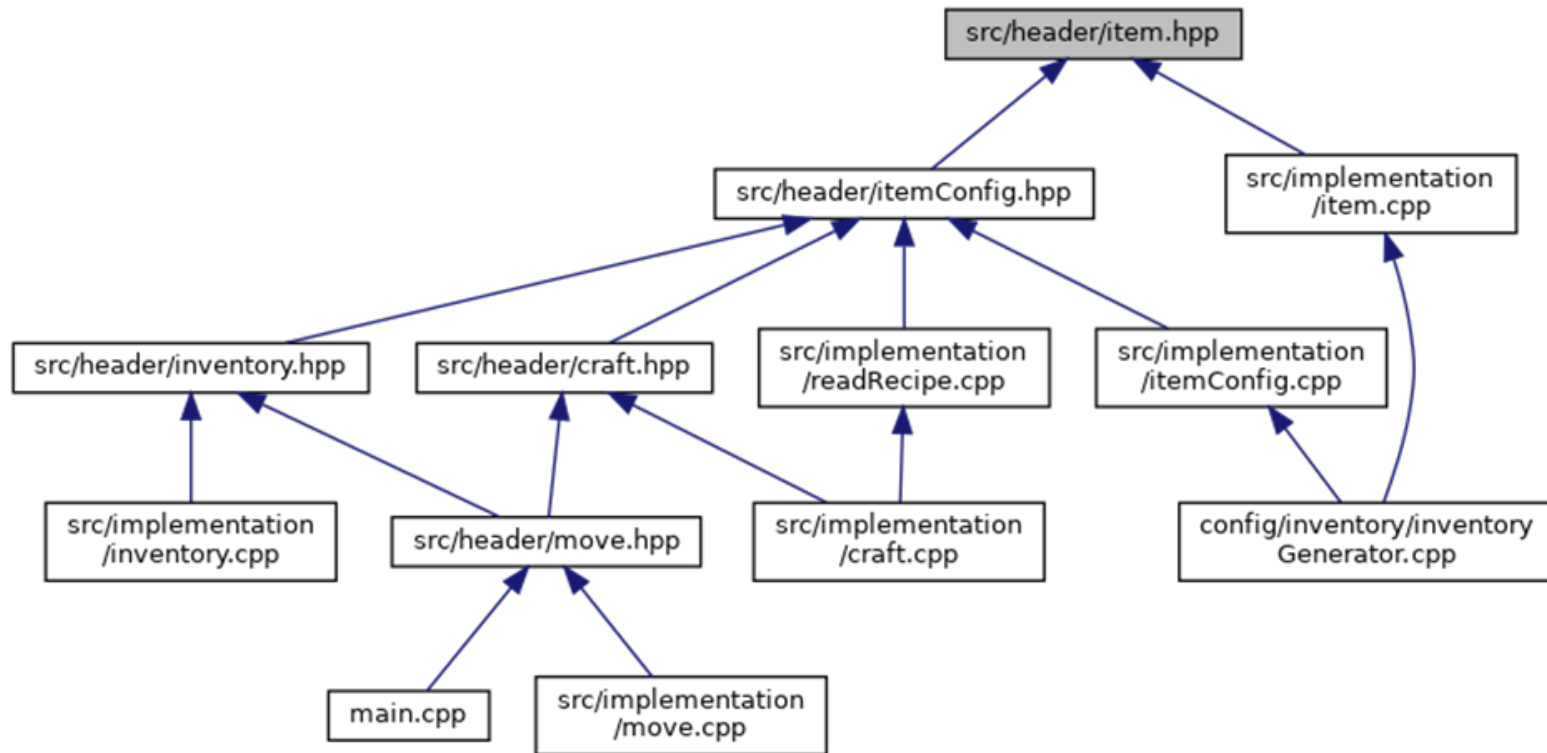 src/header/item.hpp
src/header/itemConfig.hpp
src/implementation
/item.cpp
src/header/inventory.hpp
src/header/craft.hpp
src/implementation
/readRecipe.cpp
src/implementation
/itemConfig.cpp
src/implementation
/inventory.cpp
src/header/move.hpp
src/implementation
/craft.cpp
config/inventory/inventory
Generator.cpp
main.cpp
src/implementation
/move.cpp